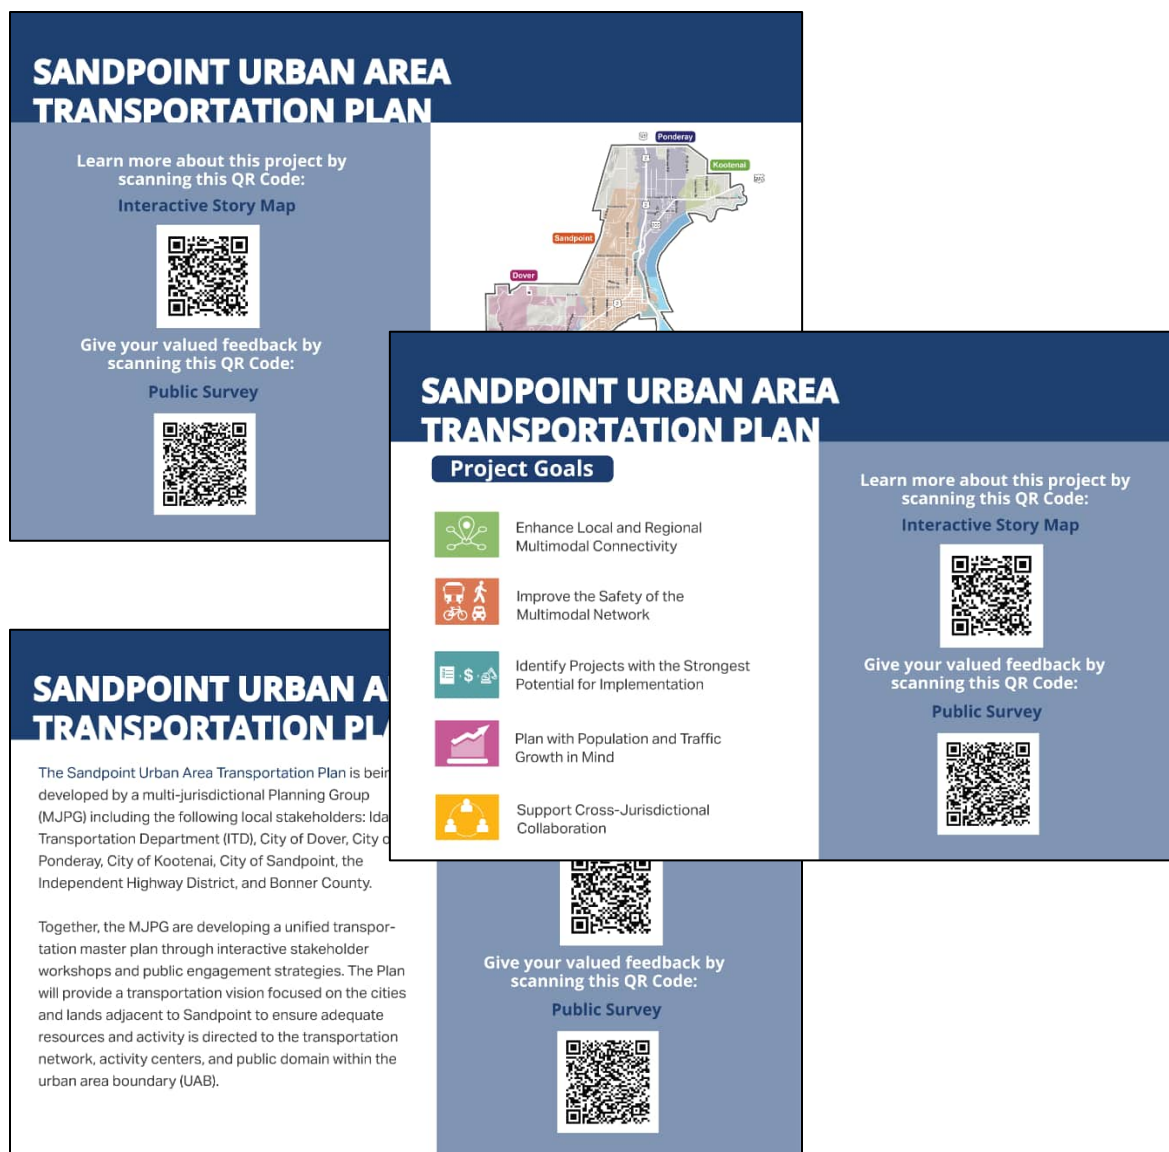 SANDPOINT URBAN AREA
TRANSPORTATION PLAN
Learn more about this project by
scanning this QR Code:
Interactive Story Map
Give your valued feedback by
scanning this QR Code:
Public Survey
Ponderay
Kootenai
Sandpoint
Dover
SANDPOINT URBAN AREA
TRANSPORTATION PLAN
Project Goals
Enhance Local and Regional
Multimodal Connectivity
Improve the Safety of the
Multimodal Network
Identify Projects with the Strongest
Potential for Implementation
Plan with Population and Traffic
Growth in Mind
Support Cross-Jurisdictional
Collaboration
Learn more about this project by
scanning this QR Code:
Interactive Story Map
Give your valued feedback by
scanning this QR Code:
Public Survey
SANDPOINT URBAN
TRANSPORTATION
The Sandpoint Urban Area Transportation Plan is
developed by a multi-jurisdictional Planning Group
(MJPG) including the following local stakeholders:
Transportation Department (ITD), City of Dover, City
Ponderay, City of Kootenai, City of Sandpoint, the
Independent Highway District, and Bonner County.
Together, the MJPG are developing a unified transpor-
tation master plan through interactive stakeholder
workshops and public engagement strategies. The Plan
will provide a transportation vision focused on the cities
and lands adjacent to Sandpoint to ensure adequate
resources and activity is directed to the transportation
network, activity centers, and public domain within the
urban area boundary (UAB).
Give your valued feedback by
scanning this QR Code:
Public Survey